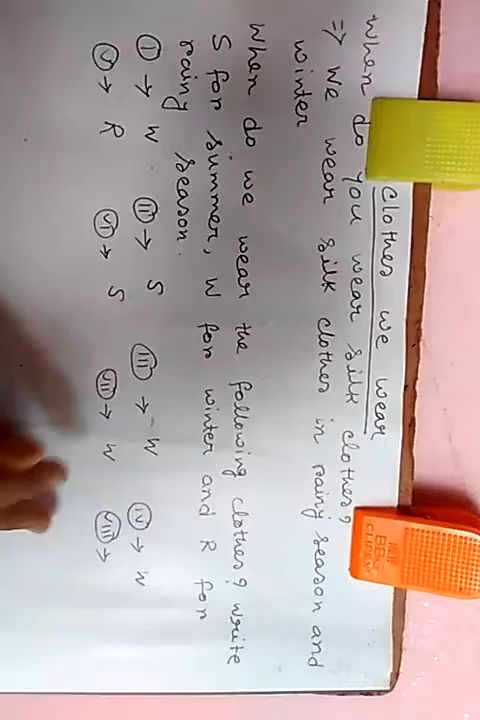 Clothes we wear
When do you wear silk clothes?
⇒ We wear silk clothes in rainy season and
winter
When do we wear the following clothes? Write
S for summer, W for winter and R for
rainy season.
(i) → W (ii) → S (iii) → W (iv) → W
(v) → R (vi) → S (vii) → W (viii) →